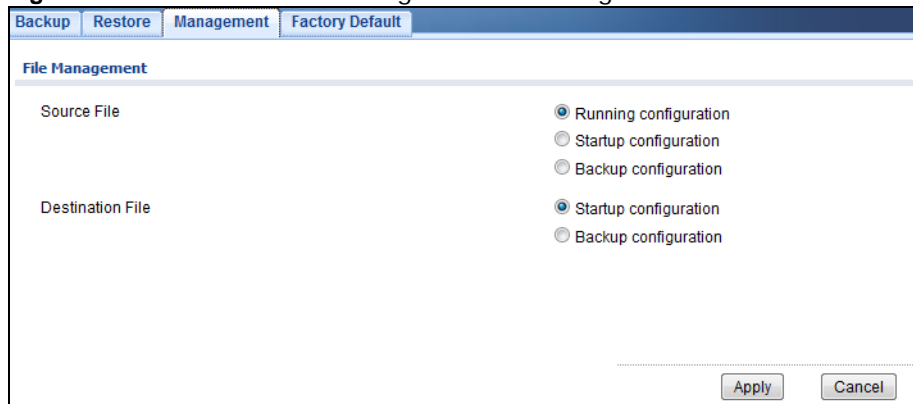 Backup Restore Management Factory Default
File Management
Source File
Running configuration
Startup configuration
Backup configuration
Destination File
Startup configuration
Backup configuration
Apply Cancel